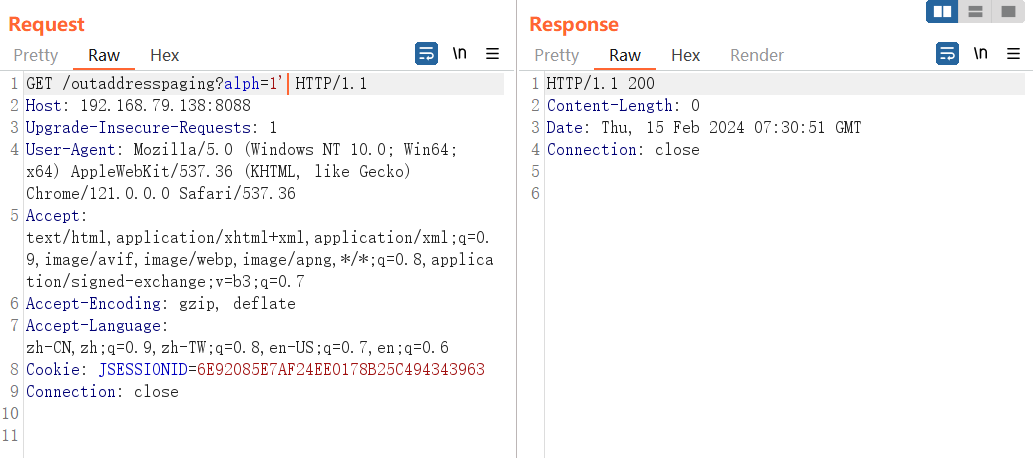 Request
Pretty Raw Hex \n
1 GET /outaddresspaging?alph=1' HTTP/1.1
2 Host: 192.168.79.138:8088
3 Upgrade-Insecure-Requests: 1
4 User-Agent: Mozilla/5.0 (Windows NT 10.0; Win64;
x64) AppleWebKit/537.36 (KHTML, like Gecko)
Chrome/121.0.0.0 Safari/537.36
5 Accept:
text/html,application/xhtml+xml,application/xml;q=0.
9,image/avif,image/webp,image/apng,*/*;q=0.8,applica
tion/signed-exchange;v=b3;q=0.7
6 Accept-Encoding: gzip, deflate
7 Accept-Language:
zh-CN,zh;q=0.9,zh-TW;q=0.8,en-US;q=0.7,en;q=0.6
8 Cookie: JSESSIONID=6E92085E7AF24EE0178B25C494343963
9 Connection: close
10
11
Response
Pretty Raw Hex Render \n
1 HTTP/1.1 200
2 Content-Length: 0
3 Date: Thu, 15 Feb 2024 07:30:51 GMT
4 Connection: close
5
6